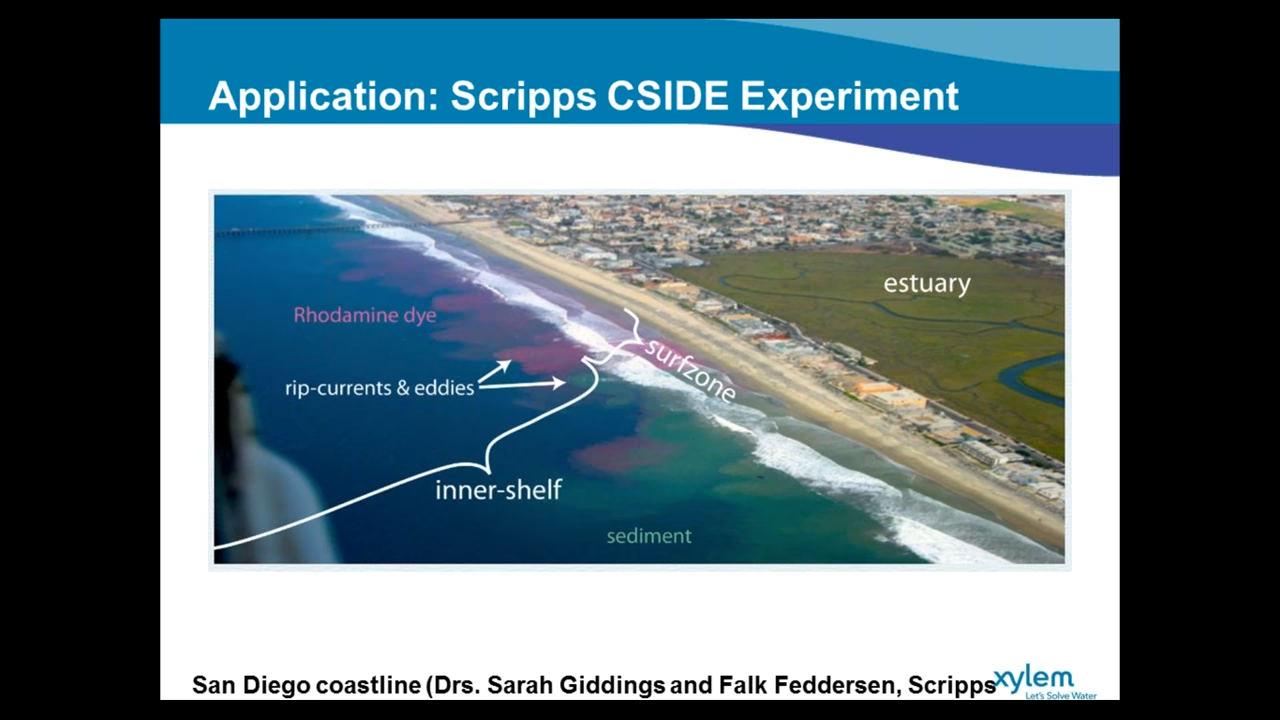 Application: Scripps CSIDE Experiment
estuary
Rhodamine dye
surfzone
rip-currents & eddies
inner-shelf
sediment
San Diego coastline (Drs. Sarah Giddings and Falk Feddersen, Scripps
xylem
Let's Solve Water